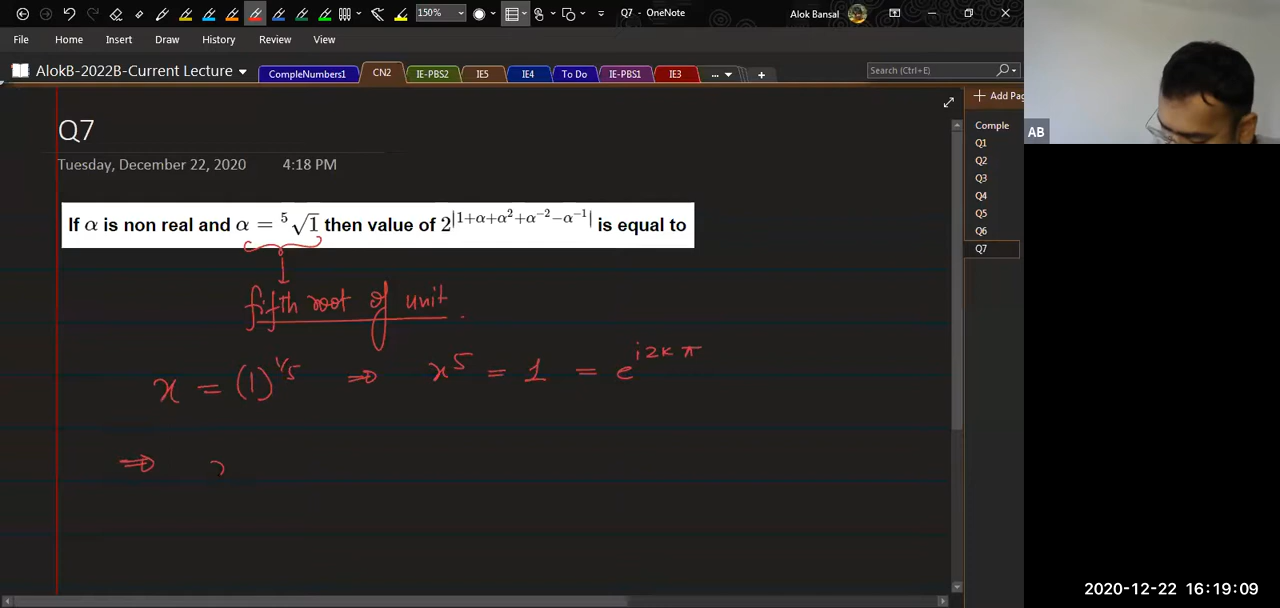 150%
Q7 - OneNote
Alok Bansal
File Home Insert Draw History Review View
AlokB-2022B-Current Lecture CompleNumbers1 CN2 IE-PBS2 IE5 IE4 To Do IE-PBS1 IE3 ... + Search (Ctrl+E)
+ Add Pag
Comple
Q1
Q2
Q3
Q4
Q5
Q6
Q7
AB
Q7
Tuesday, December 22, 2020 4:18 PM
If α is non real and α = ⁵√1 then value of 2^|1+α+α²+α⁻²−α⁻¹| is equal to
fifth root of unit.
x = (1)^1/5 ⇒ x⁵ = 1 = e^i2kπ
⇒
2020-12-22 16:19:09